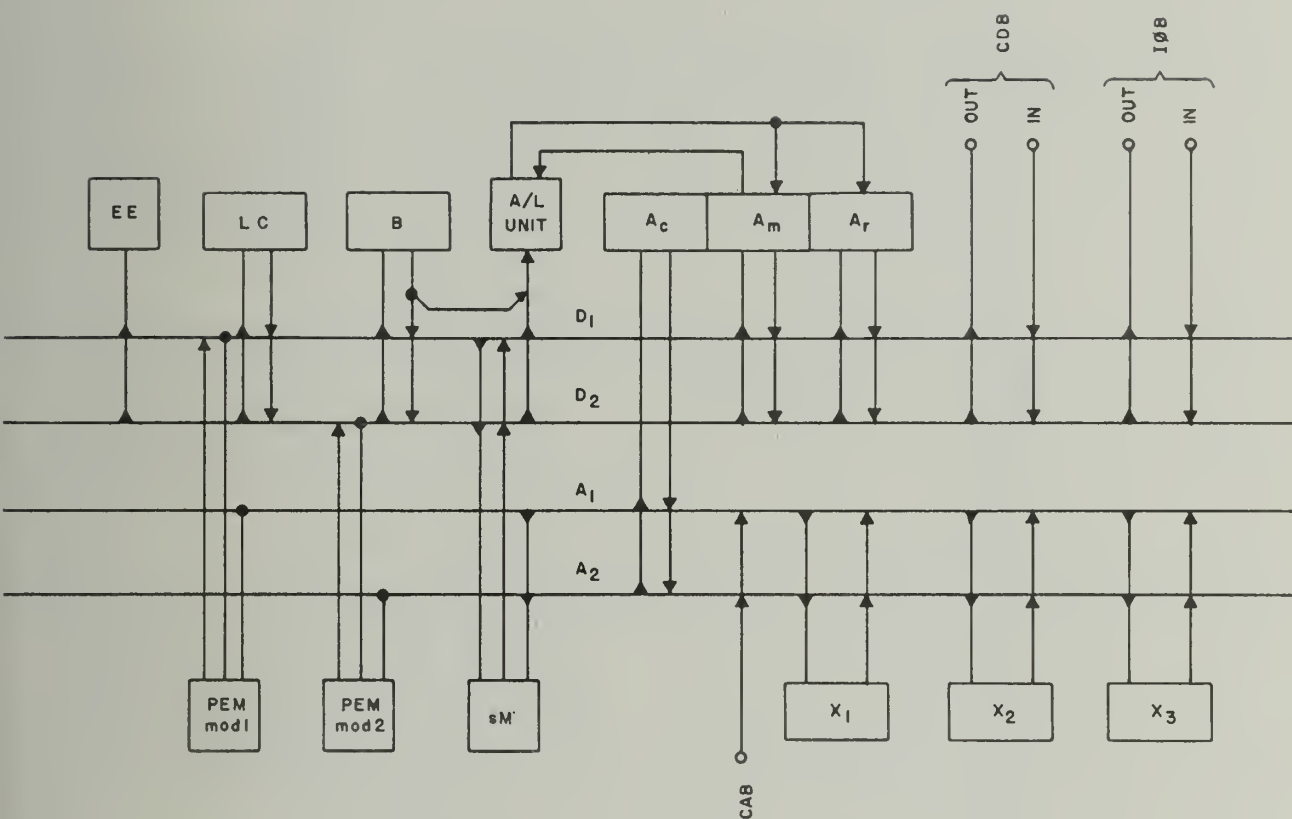 CDB
IØB
OUT
IN
OUT
IN
EE
LC
B
A/L
UNIT
Ac
Am
Ar
D1
D2
A1
A2
PEM
mod1
PEM
mod2
sM
X1
X2
X3
CAB